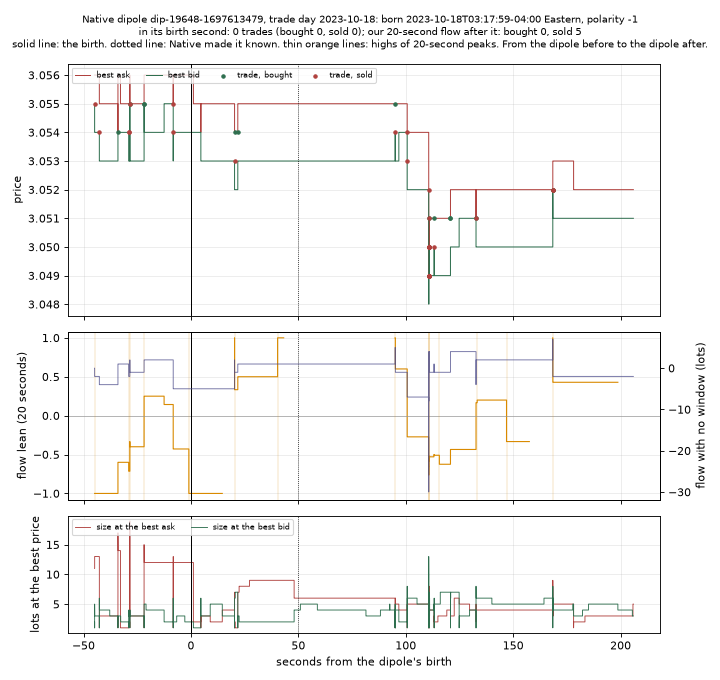 Native dipole dip-19648-1697613479, trade day 2023-10-18: born 2023-10-18T03:17:59-04:00 Eastern, polarity -1
in its birth second: 0 trades (bought 0, sold 0); our 20-second flow after it: bought 0, sold 5
solid line: the birth. dotted line: Native made it known. thin orange lines: highs of 20-second peaks. From the dipole before to the dipole after.
best ask
best bid
trade, bought
trade, sold
3.056
3.055
3.054
3.053
3.052
3.051
3.050
3.049
3.048
price
1.0
0.5
0.0
−0.5
−1.0
flow lean (20 seconds)
0
−10
−20
−30
flow with no window (lots)
size at the best ask
size at the best bid
15
10
5
lots at the best price
−50
0
50
100
150
200
seconds from the dipole's birth